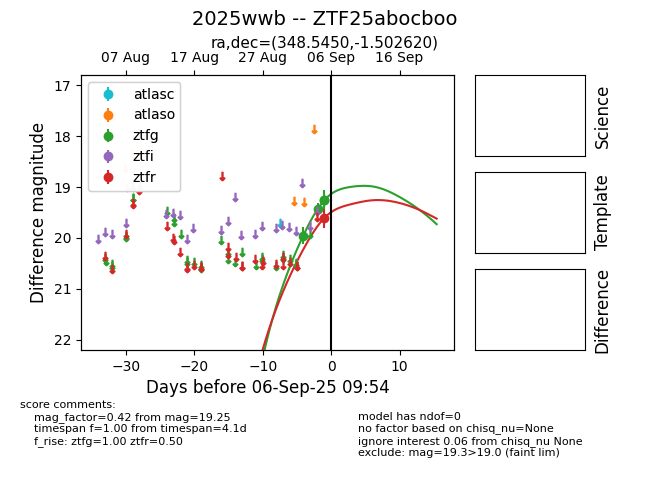 2025wwb -- ZTF25abocboo
ra,dec=(348.5450,-1.502620)
07 Aug 17 Aug 27 Aug 06 Sep 16 Sep
17
18
19
20
21
22
Difference magnitude
atlasc
atlaso
ztfg
ztfi
ztfr
−30 −20 −10 0 10
Days before 06-Sep-25 09:54
Science
Template
Difference
score comments:
mag_factor=0.42 from mag=19.25
timespan f=1.00 from timespan=4.1d
f_rise: ztfg=1.00 ztfr=0.50
model has ndof=0
no factor based on chisq_nu=None
ignore interest 0.06 from chisq_nu None
exclude: mag=19.3>19.0 (faint lim)